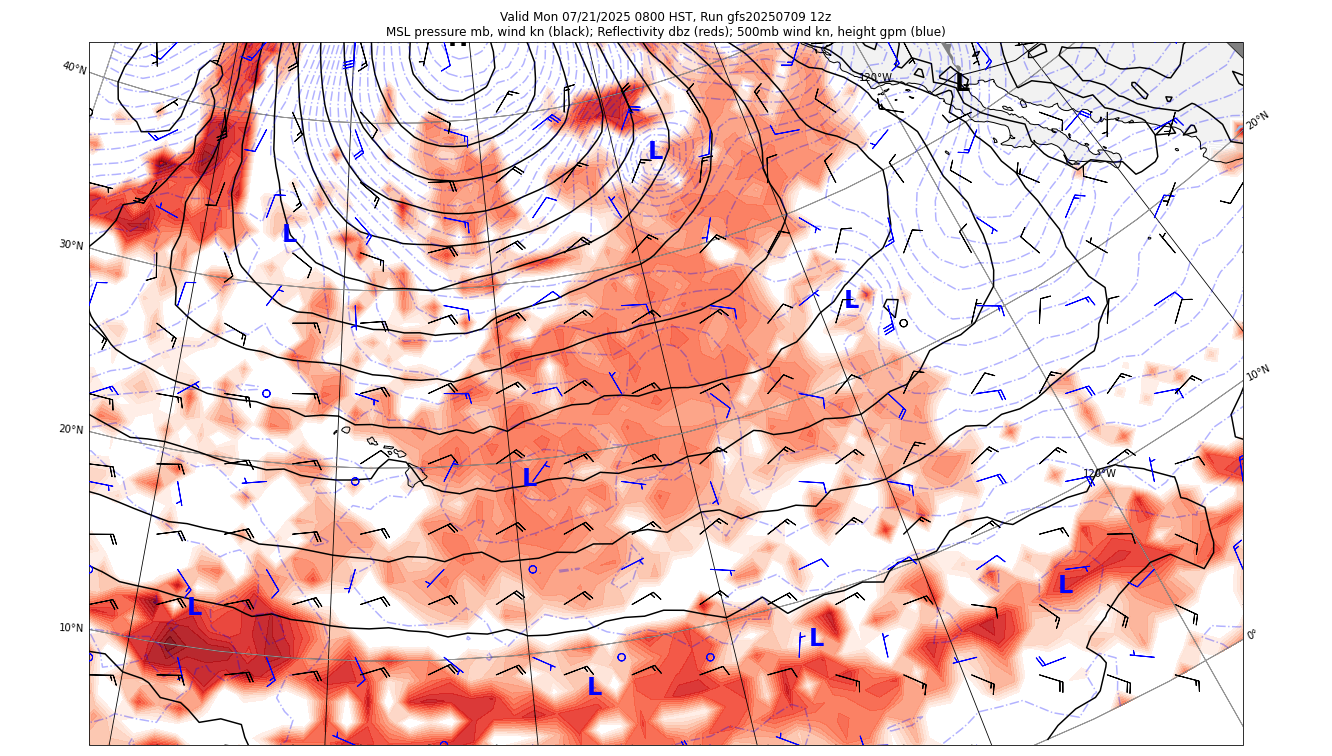 Valid Mon 07/21/2025 0800 HST, Run gfs20250709 12z
MSL pressure mb, wind kn (black); Reflectivity dbz (reds); 500mb wind kn, height gpm (blue)
40°N
120°W
L
20°N
L
L
30°N
L
10°N
20°N
120°W
L
L
L
10°N
L
0°
L